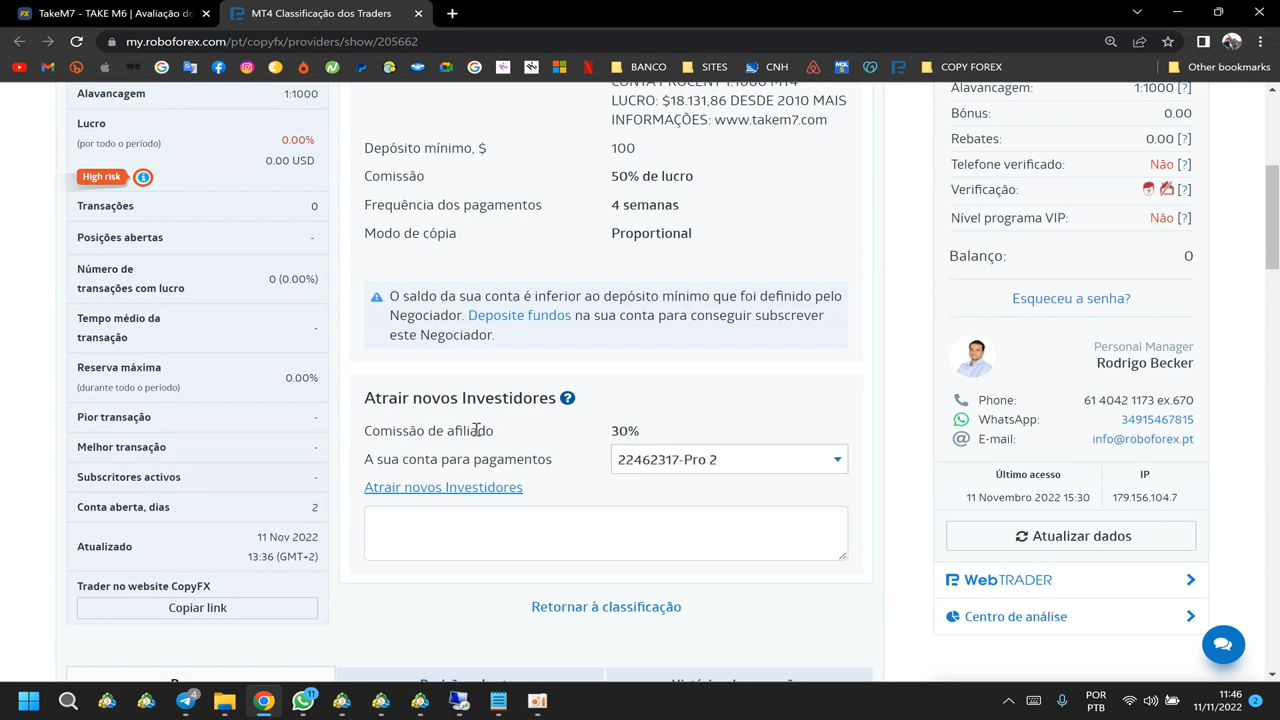 TakeM7 - TAKE M6 | Avaliação do
MT4 Classificação dos Traders
my.roboforex.com/pt/copyfx/providers/show/205662
BANCO
SITES
CNH
COPY FOREX
Other bookmarks
Alavancagem 1:1000
Lucro
(por todo o período)
0.00%
0.00 USD
High risk
Transações 0
Posições abertas -
Número de
transações com lucro
0 (0.00%)
Tempo médio da
transação
-
Reserva máxima
(durante todo o período)
0.00%
Pior transação -
Melhor transação -
Subscritores activos -
Conta aberta, dias 2
Atualizado
11 Nov 2022
13:36 (GMT+2)
Trader no website CopyFX
Copiar link
CONTA PROCENT 1:1000 MT4
LUCRO: $18.131,86 DESDE 2010 MAIS
INFORMAÇÕES: www.takem7.com
Depósito mínimo, $ 100
Comissão 50% de lucro
Frequência dos pagamentos 4 semanas
Modo de cópia Proportional
O saldo da sua conta é inferior ao depósito mínimo que foi definido pelo
Negociador. Deposite fundos na sua conta para conseguir subscrever
este Negociador.
Atrair novos Investidores ?
Comissão de afiliado 30%
A sua conta para pagamentos 22462317-Pro 2
Atrair novos Investidores
Retornar à classificação
Alavancagem: 1:1000 [?]
Bónus: 0.00
Rebates: 0.00 [?]
Telefone verificado: Não [?]
Verificação: [?]
Nível programa VIP: Não [?]
Balanço: 0
Esqueceu a senha?
Personal Manager
Rodrigo Becker
Phone: 61 4042 1173 ex.670
WhatsApp: 34915467815
E-mail: info@roboforex.pt
Último acesso
11 Novembro 2022 15:30
IP
179.156.104.7
Atualizar dados
WebTRADER
Centro de análise
4
11
POR
PTB
11:46
11/11/2022
2